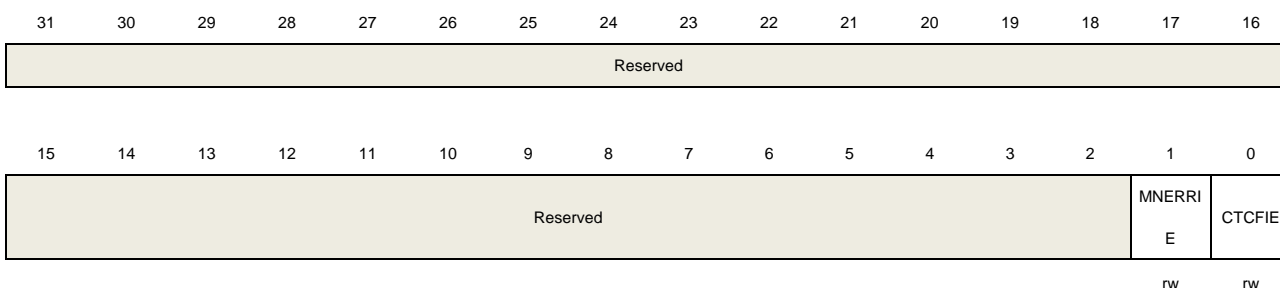 31 30 29 28 27 26 25 24 23 22 21 20 19 18 17 16
Reserved
15 14 13 12 11 10 9 8 7 6 5 4 3 2 1 0
Reserved
MNERRI
E
CTCFIE
rw rw